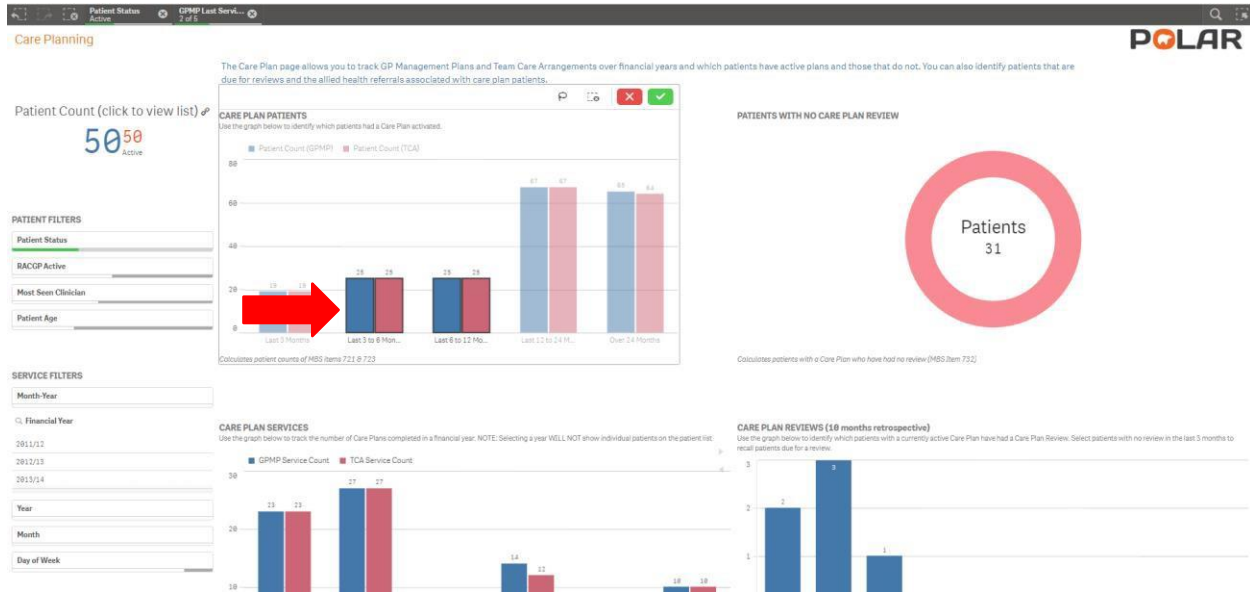 Patient Status
Active
GPMP Last Servi...
2 of 5
Care Planning
POLAR
The Care Plan page allows you to track GP Management Plans and Team Care Arrangements over financial years and which patients have active plans and those that do not. You can also identify patients that are
due for reviews and the allied health referrals associated with care plan patients.
Patient Count (click to view list)
50
50
Active
CARE PLAN PATIENTS
Use the graph below to identify which patients had a Care Plan activated.
Patient Count (GPMP)
Patient Count (TCA)
80
60
40
20
0
19 19
25 25
25 25
67 67
65 64
Last 3 Months
Last 3 to 6 Mon...
Last 6 to 12 Mo...
Last 12 to 24 M...
Over 24 Months
Calculates patient counts of MBS items 721 & 723
PATIENTS WITH NO CARE PLAN REVIEW
Patients
31
Calculates patients with a Care Plan who have had no review (MBS Item 732)
PATIENT FILTERS
Patient Status
RACGP Active
Most Seen Clinician
Patient Age
SERVICE FILTERS
Month-Year
Financial Year
2011/12
2012/13
2013/14
Year
Month
Day of Week
CARE PLAN SERVICES
Use the graph below to track the number of Care Plans completed in a financial year. NOTE: Selecting a year WILL NOT show individual patients on the patient list.
GPMP Service Count
TCA Service Count
30
20
10
23 23
27 27
14
12
10 10
CARE PLAN REVIEWS (10 months retrospective)
Use the graph below to identify which patients with a currently active Care Plan have had a Care Plan Review. Select patients with no review in the last 3 months to
recall patients due for a review.
3
2
1
2
3
1